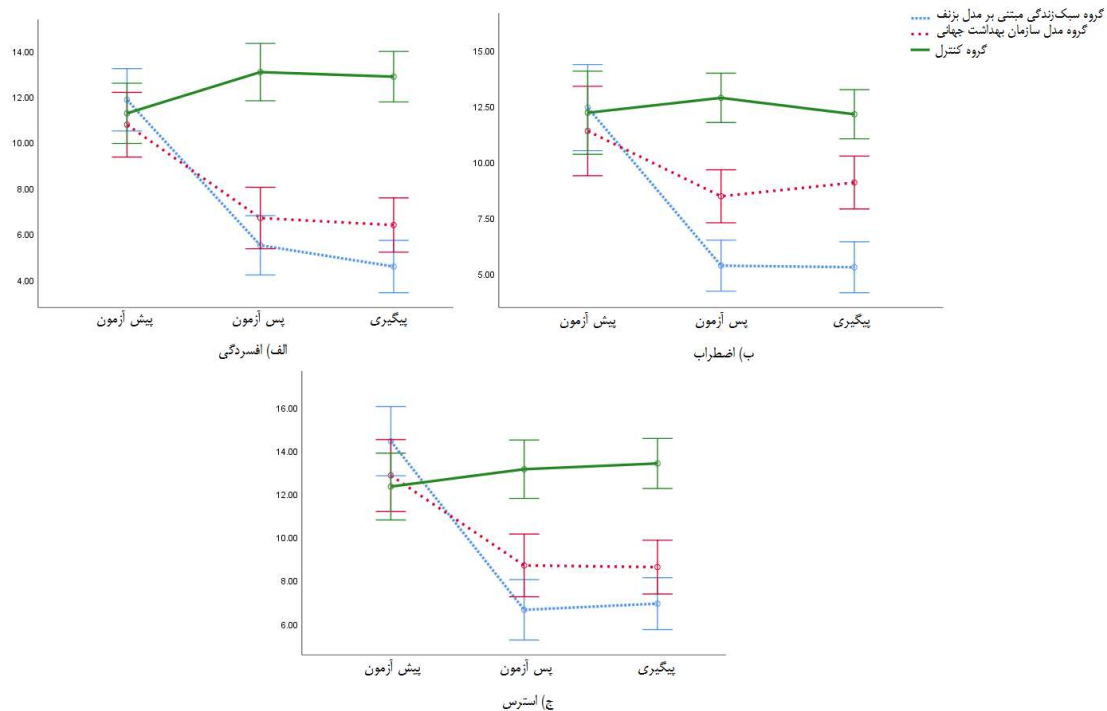 گروه سبک‌زندگی مبتنی بر مدل بزنف
گروه مدل سازمان بهداشت جهانی
گروه کنترل
14.00
12.00
10.00
8.00
6.00
4.00
پیش آزمون پس آزمون پیگیری
الف) افسردگی
15.00
12.50
10.00
7.50
5.00
پیش آزمون پس آزمون پیگیری
ب) اضطراب
16.00
14.00
12.00
10.00
8.00
6.00
پیش آزمون پس آزمون پیگیری
ج) استرس